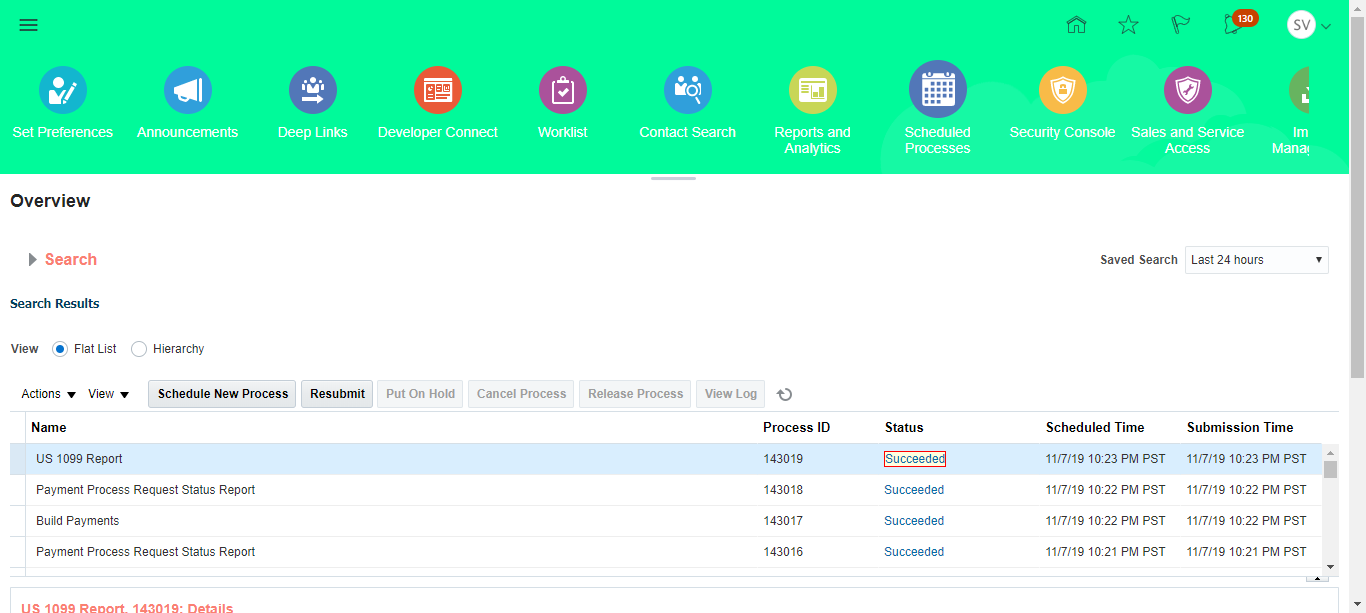 130
SV
Set Preferences
Announcements
Deep Links
Developer Connect
Worklist
Contact Search
Reports and
Analytics
Scheduled
Processes
Security Console
Sales and Service
Access
Im
Manag
Overview
Search
Saved Search Last 24 hours
Search Results
View Flat List Hierarchy
Actions View Schedule New Process Resubmit Put On Hold Cancel Process Release Process View Log
Name Process ID Status Scheduled Time Submission Time
US 1099 Report 143019 Succeeded 11/7/19 10:23 PM PST 11/7/19 10:23 PM PST
Payment Process Request Status Report 143018 Succeeded 11/7/19 10:22 PM PST 11/7/19 10:22 PM PST
Build Payments 143017 Succeeded 11/7/19 10:22 PM PST 11/7/19 10:22 PM PST
Payment Process Request Status Report 143016 Succeeded 11/7/19 10:21 PM PST 11/7/19 10:21 PM PST
US 1099 Report, 143019: Details